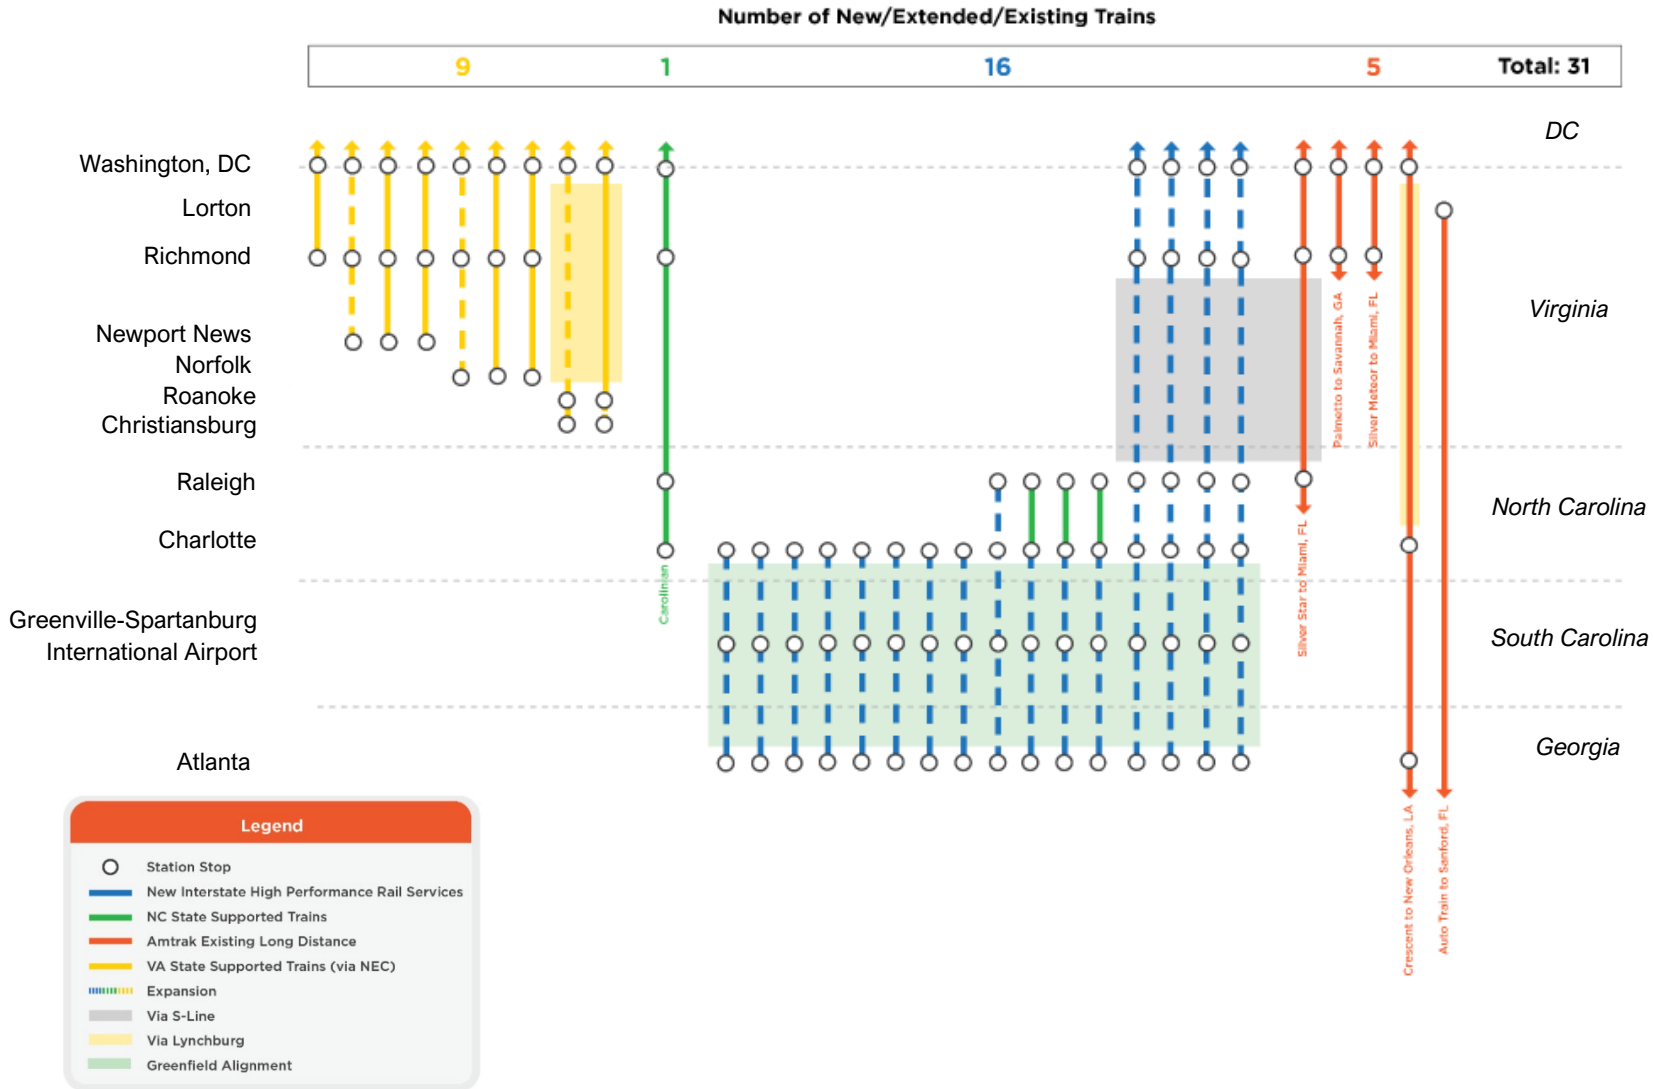 Number of New/Extended/Existing Trains
9 1 16 5 Total: 31
DC
Washington, DC
Lorton
Richmond
Virginia
Newport News
Norfolk
Roanoke
Christiansburg
Raleigh
North Carolina
Charlotte
Greenville-Spartanburg
International Airport
South Carolina
Georgia
Atlanta
Carolinian
Silver Star to Miami, FL
Palmetto to Savannah, GA
Silver Meteor to Miami, FL
Crescent to New Orleans, LA
Auto Train to Sanford, FL
Legend
Station Stop
New Interstate High Performance Rail Services
NC State Supported Trains
Amtrak Existing Long Distance
VA State Supported Trains (via NEC)
Expansion
Via S-Line
Via Lynchburg
Greenfield Alignment